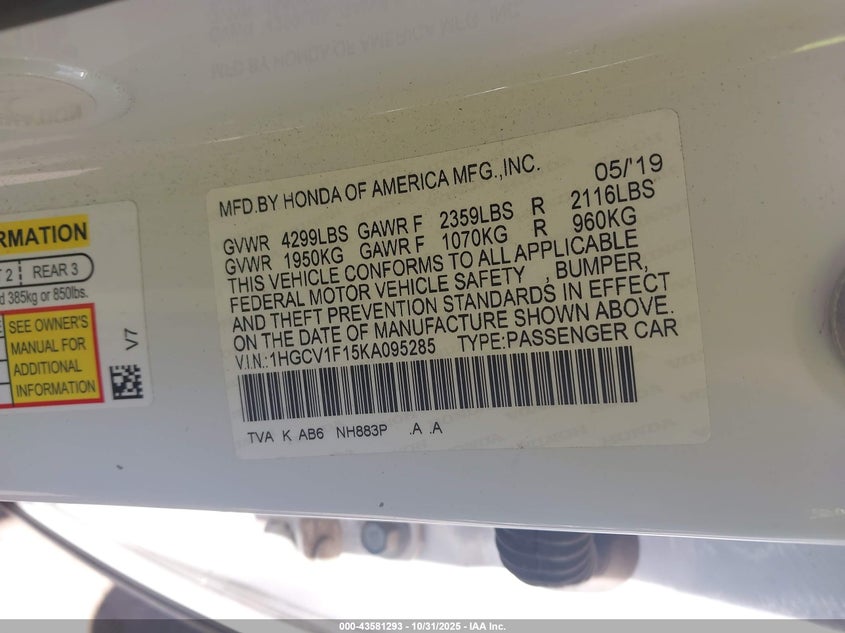 MFD.BY HONDA OF AMERICA MFG.,INC. 05/'19
GVWR 4299LBS GAWR F 2359LBS R 2116LBS
GVWR 1950KG GAWR F 1070KG R 960KG
THIS VEHICLE CONFORMS TO ALL APPLICABLE
FEDERAL MOTOR VEHICLE SAFETY , BUMPER,
AND THEFT PREVENTION STANDARDS IN EFFECT
ON THE DATE OF MANUFACTURE SHOWN ABOVE.
V.I.N.:1HGCV1F15KA095285 TYPE:PASSENGER CAR
TVA K AB6 NH883P .A .A
RMATION
2 REAR 3
d 385kg or 850lbs.
SEE OWNER'S
MANUAL FOR
ADDITIONAL
INFORMATION
V7
000-43581293 - 10/31/2025 - IAA Inc.